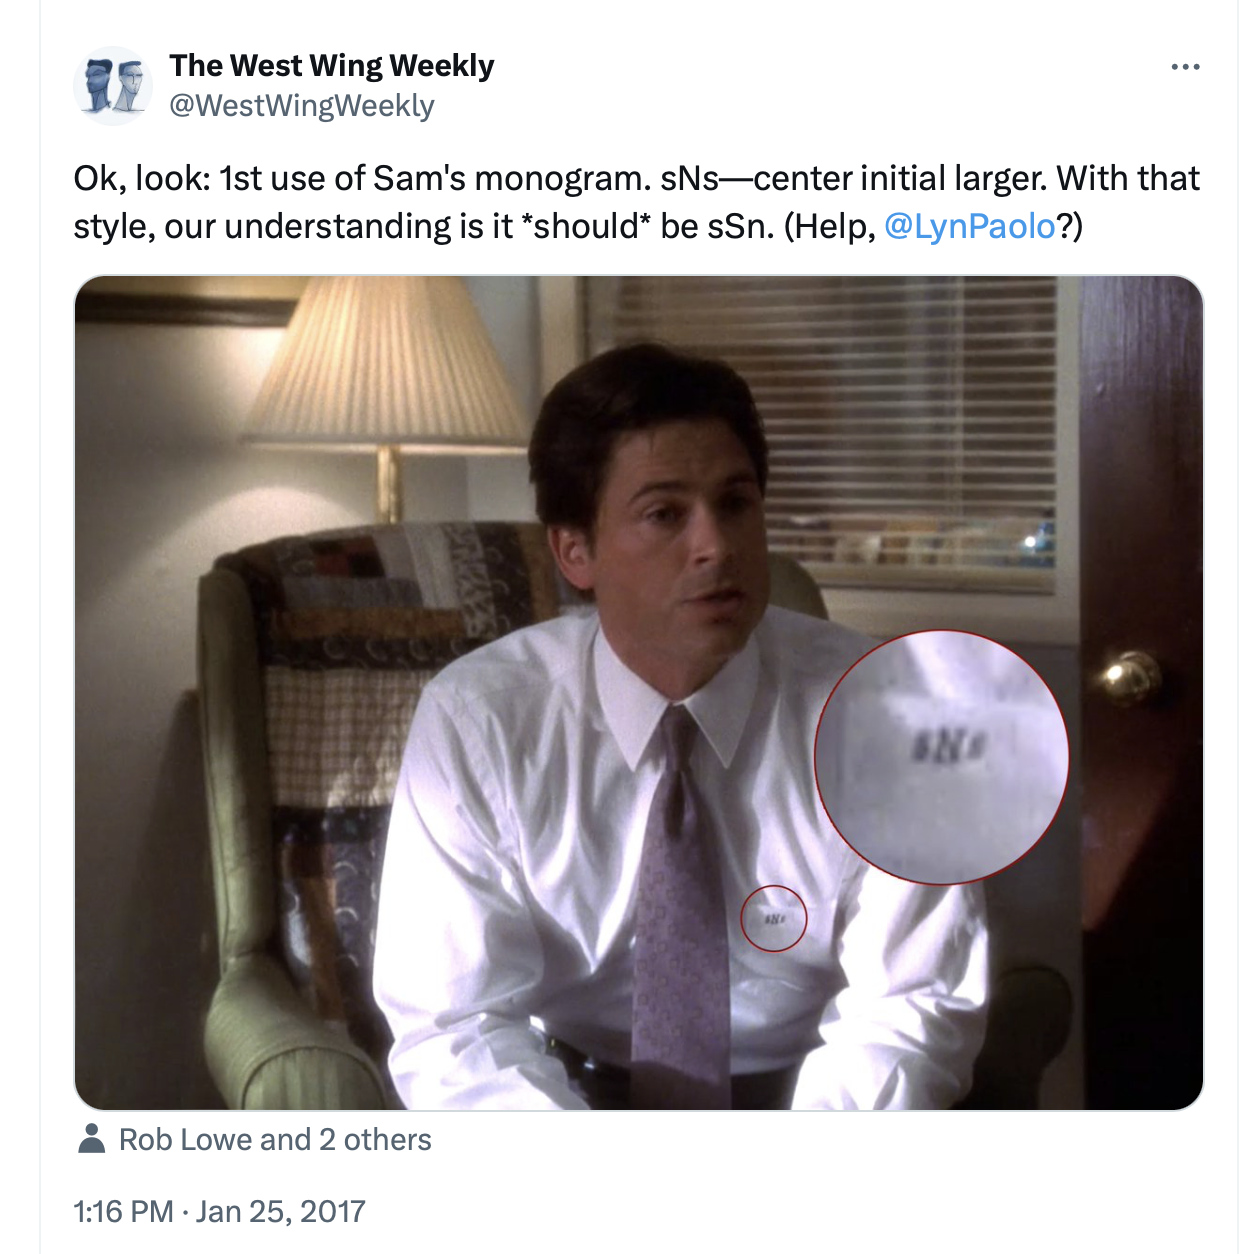 The West Wing Weekly
@WestWingWeekly
Ok, look: 1st use of Sam's monogram. sNs—center initial larger. With that
style, our understanding is it *should* be sSn. (Help, @LynPaolo?)
sNs
sNs
Rob Lowe and 2 others
1:16 PM · Jan 25, 2017